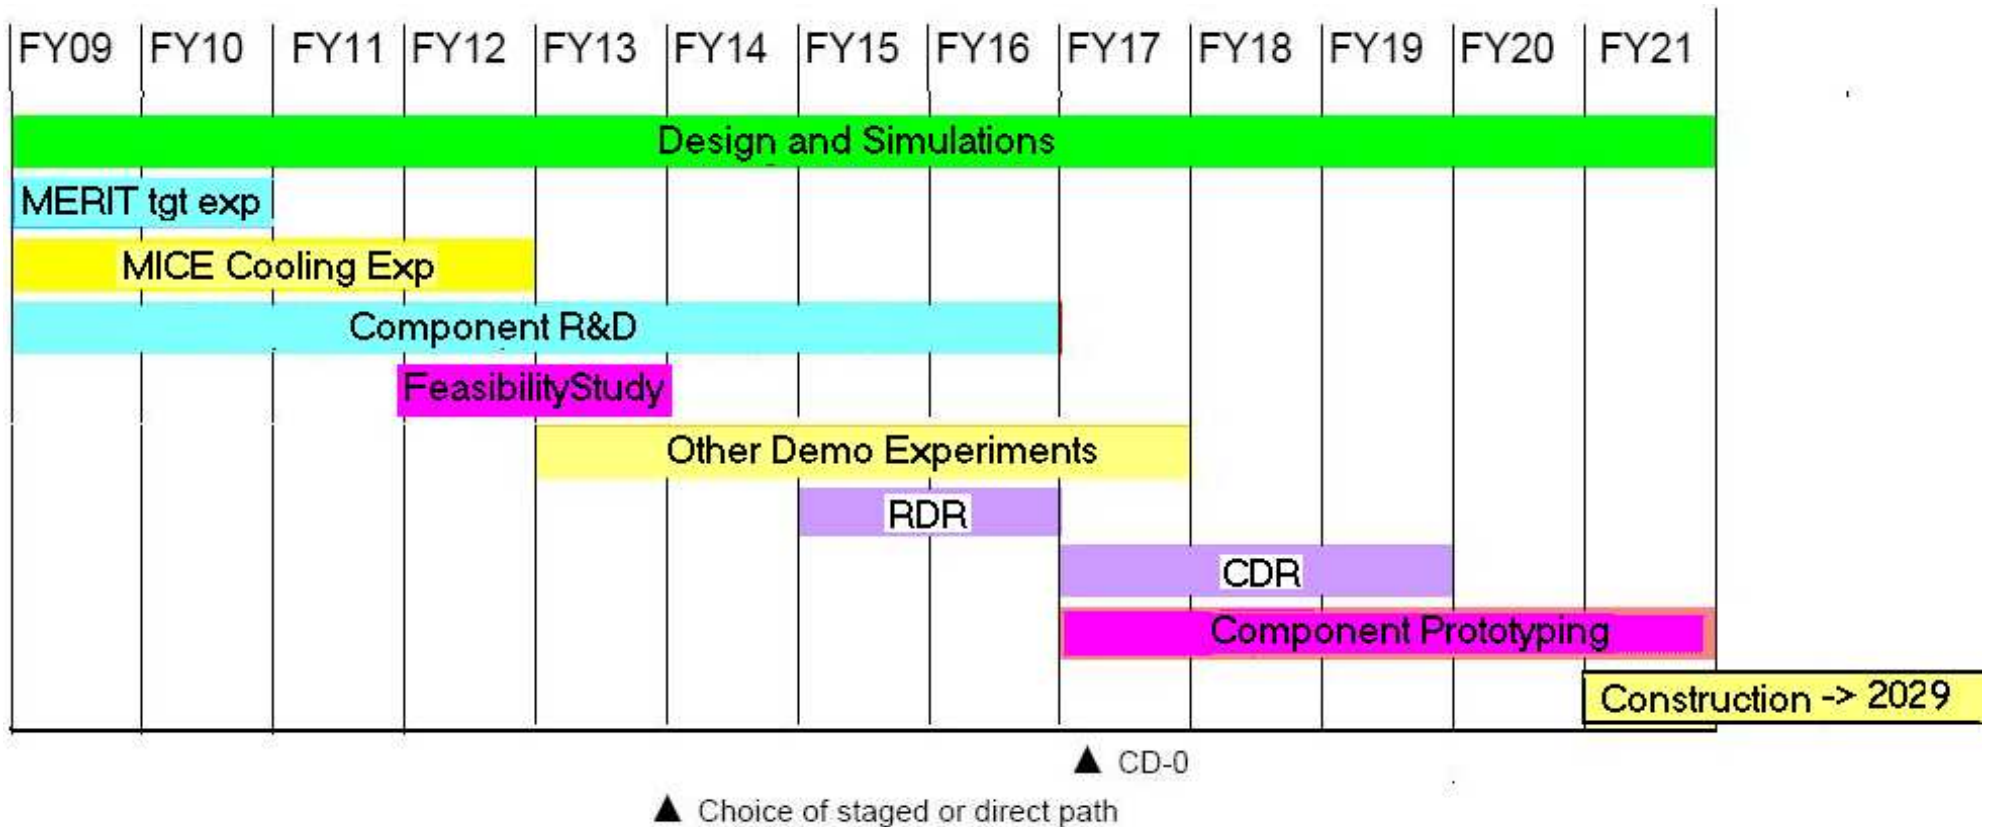 FY09 FY10 FY11 FY12 FY13 FY14 FY15 FY16 FY17 FY18 FY19 FY20 FY21
Design and Simulations
MERIT tgt exp
MICE Cooling Exp
Component R&D
FeasibilityStudy
Other Demo Experiments
RDR
CDR
Component Prototyping
Construction -> 2029
▲ CD-0
▲ Choice of staged or direct path